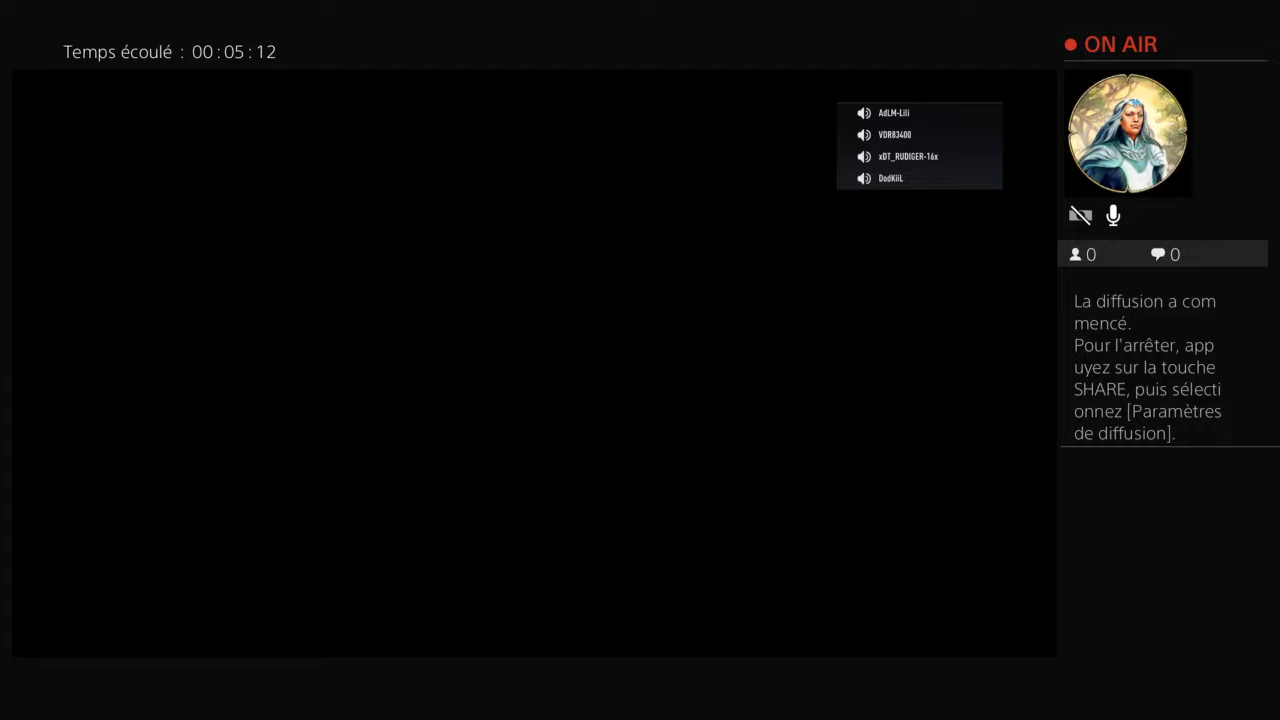 Temps écoulé : 00:05:12
ON AIR
AdLM-Lili
VDR83400
xDT_RUDIGER-16x
DodKiiL
0 0
La diffusion a com
mencé.
Pour l'arrêter, app
uyez sur la touche
SHARE, puis sélecti
onnez [Paramètres
de diffusion].